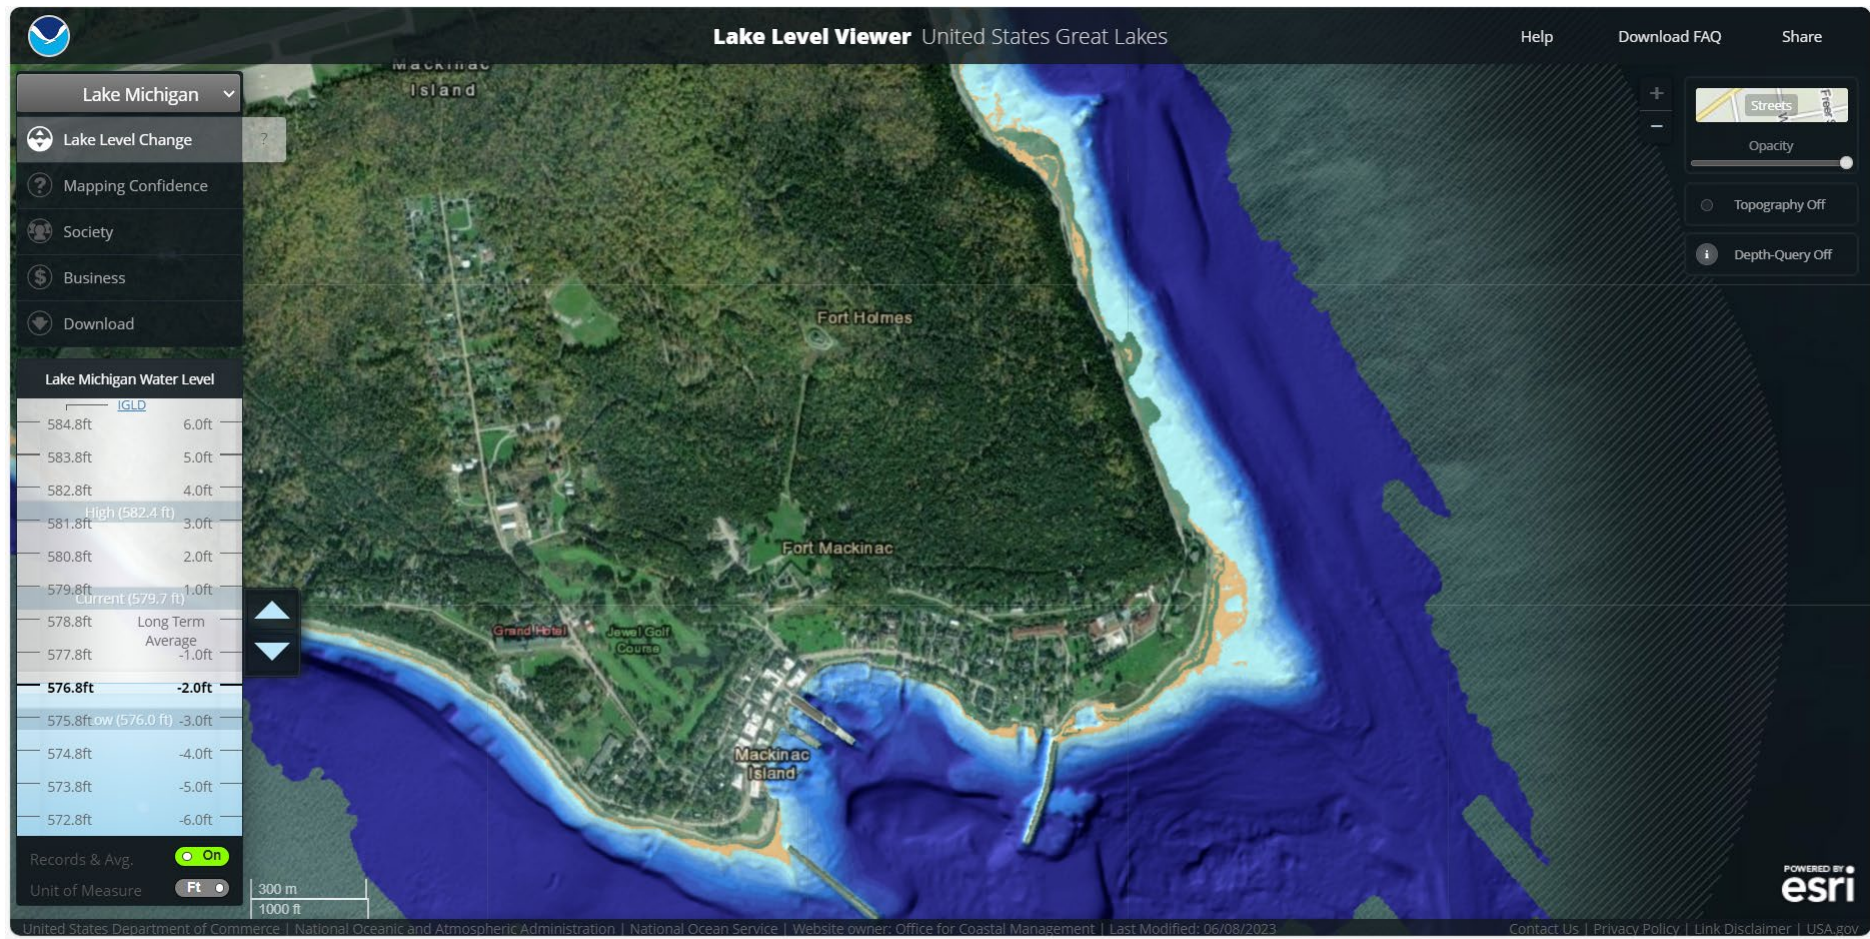 Lake Level Viewer United States Great Lakes
Help Download FAQ Share
Lake Michigan
Lake Level Change ?
Mapping Confidence
Society
Business
Download
Lake Michigan Water Level
IGLD
584.8ft 6.0ft
583.8ft 5.0ft
582.8ft 4.0ft
High (582.4 ft)
581.8ft 3.0ft
580.8ft 2.0ft
579.8ft 1.0ft
Current (579.7 ft)
578.8ft Long Term
Average
577.8ft -1.0ft
576.8ft -2.0ft
575.8ft Low (576.0 ft) -3.0ft
574.8ft -4.0ft
573.8ft -5.0ft
572.8ft -6.0ft
Records & Avg. On
Unit of Measure Ft
Mackinac
Island
Fort Holmes
Fort Mackinac
Grand Hotel
Jewel Golf
Course
Mackinac
Island
300 m
1000 ft
+
−
Streets
Opacity
Topography Off
i Depth-Query Off
POWERED BY
esri
United States Department of Commerce | National Oceanic and Atmospheric Administration | National Ocean Service | Website owner: Office for Coastal Management | Last Modified: 06/08/2023
Contact Us | Privacy Policy | Link Disclaimer | USA.gov